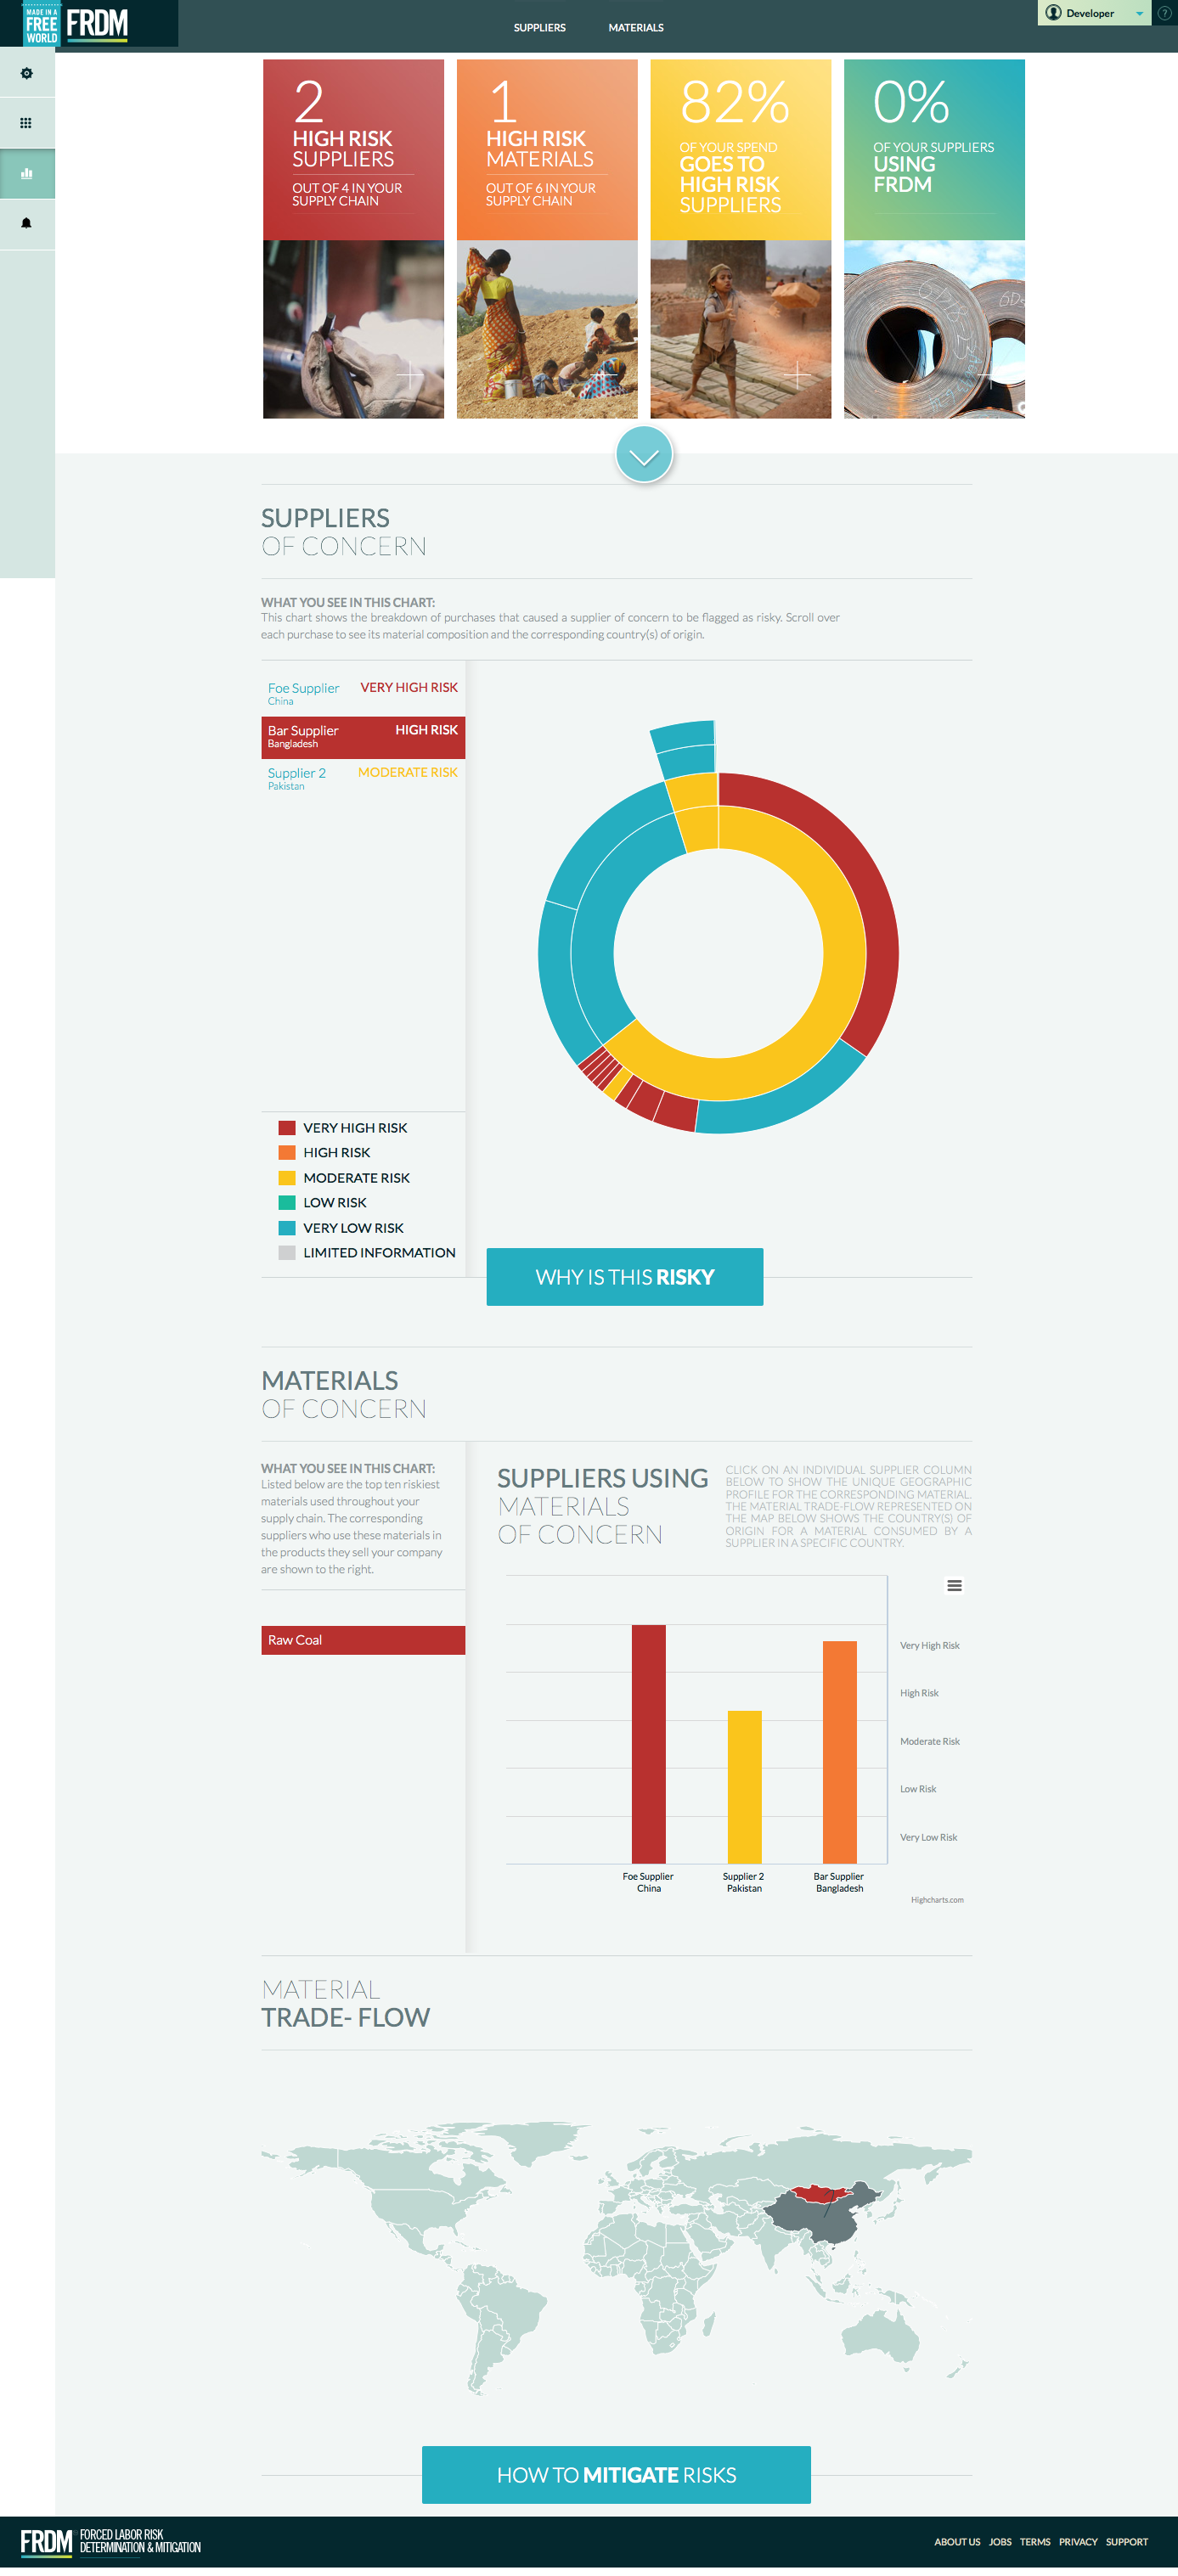 MADE IN A
FREE
WORLD
FRDM
SUPPLIERS
MATERIALS
Developer
?
2
HIGH RISK
SUPPLIERS
OUT OF 4 IN YOUR
SUPPLY CHAIN
1
HIGH RISK
MATERIALS
OUT OF 6 IN YOUR
SUPPLY CHAIN
82%
OF YOUR SPEND
GOES TO
HIGH RISK
SUPPLIERS
0%
OF YOUR SUPPLIERS
USING
FRDM
SUPPLIERS
OF CONCERN
WHAT YOU SEE IN THIS CHART:
This chart shows the breakdown of purchases that caused a supplier of concern to be flagged as risky. Scroll over
each purchase to see its material composition and the corresponding country(s) of origin.
Foe Supplier VERY HIGH RISK
China
Bar Supplier HIGH RISK
Bangladesh
Supplier 2 MODERATE RISK
Pakistan
VERY HIGH RISK
HIGH RISK
MODERATE RISK
LOW RISK
VERY LOW RISK
LIMITED INFORMATION
WHY IS THIS RISKY
MATERIALS
OF CONCERN
WHAT YOU SEE IN THIS CHART:
Listed below are the top ten riskiest
materials used throughout your
supply chain. The corresponding
suppliers who use these materials in
the products they sell your company
are shown to the right.
Raw Coal
SUPPLIERS USING
MATERIALS
OF CONCERN
CLICK ON AN INDIVIDUAL SUPPLIER COLUMN
BELOW TO SHOW THE UNIQUE GEOGRAPHIC
PROFILE FOR THE CORRESPONDING MATERIAL.
THE MATERIAL TRADE-FLOW REPRESENTED ON
THE MAP BELOW SHOWS THE COUNTRY(S) OF
ORIGIN FOR A MATERIAL CONSUMED BY A
SUPPLIER IN A SPECIFIC COUNTRY.
Very High Risk
High Risk
Moderate Risk
Low Risk
Very Low Risk
Foe Supplier
China
Supplier 2
Pakistan
Bar Supplier
Bangladesh
Highcharts.com
MATERIAL
TRADE- FLOW
HOW TO MITIGATE RISKS
FRDM
FORCED LABOR RISK
DETERMINATION & MITIGATION
ABOUT US JOBS TERMS PRIVACY SUPPORT